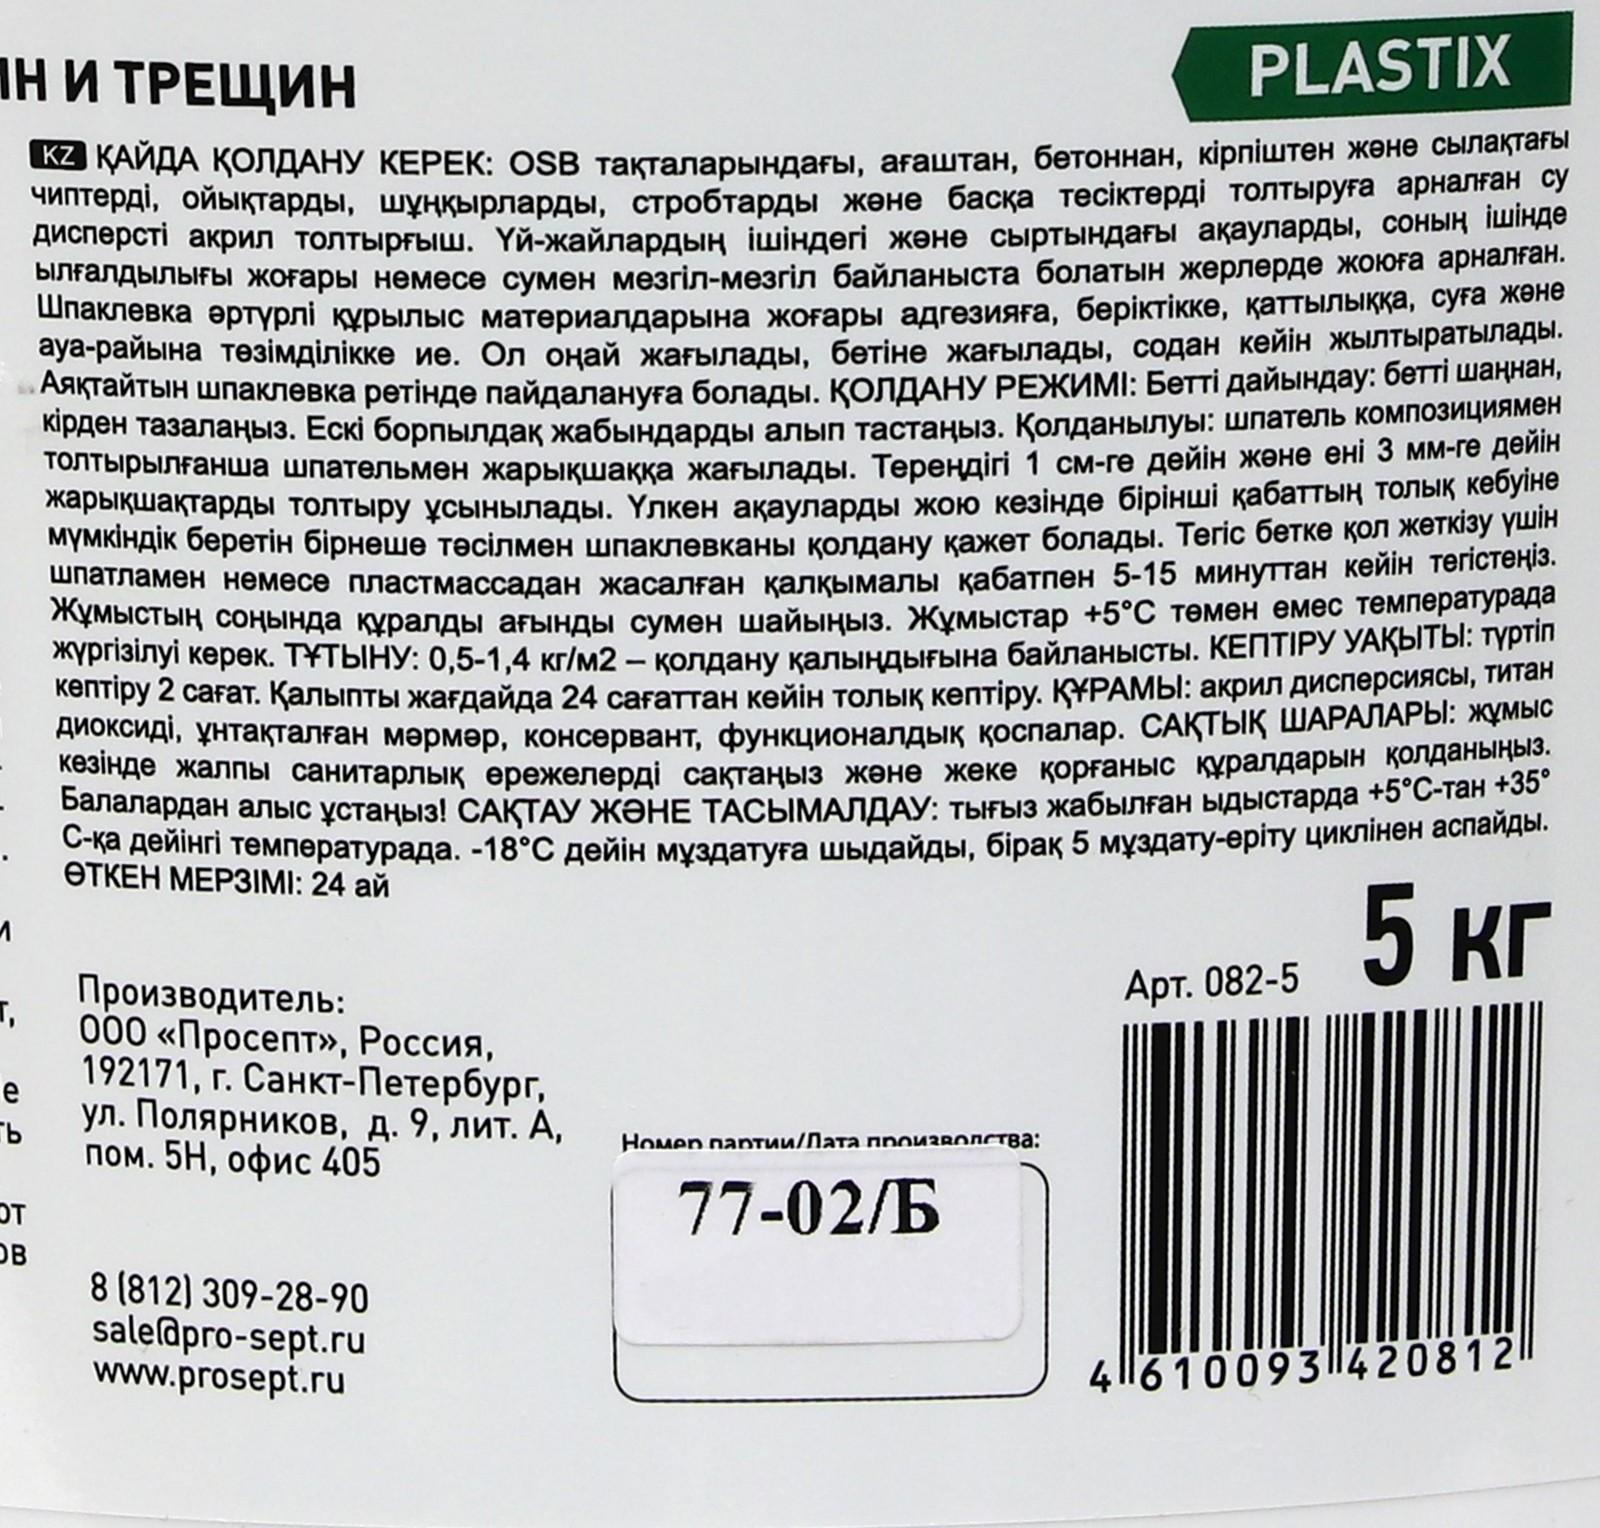 ИН И ТРЕЩИН
PLASTIX
KZ ҚАЙДА ҚОЛДАНУ КЕРЕК: OSB тақталарындағы, ағаштан, бетоннан, кірпіштен және сылақтағы
чиптерді, ойықтарды, шұңқырларды, стробтарды және басқа тесіктерді толтыруға арналған су
дисперсті акрил толтырғыш. Үй-жайлардың ішіндегі және сыртындағы ақауларды, соның ішінде
ылғалдылығы жоғары немесе сумен мезгіл-мезгіл байланыста болатын жерлерде жоюға арналған.
Шпаклевка әртүрлі құрылыс материалдарына жоғары адгезияға, беріктікке, қаттылыққа, суға және
ауа-райына төзімділікке ие. Ол оңай жағылады, бетіне жағылады, содан кейін жылтыратылады.
Аяқтайтын шпаклевка ретінде пайдалануға болады. ҚОЛДАНУ РЕЖИМІ: Бетті дайындау: бетті шаңнан,
кірден тазалаңыз. Ескі борпылдақ жабындарды алып тастаңыз. Қолданылуы: шпатель композициямен
толтырылғанша шпательмен жарықшаққа жағылады. Тереңдігі 1 см-ге дейін және ені 3 мм-ге дейін
жарықшақтарды толтыру ұсынылады. Үлкен ақауларды жою кезінде бірінші қабаттың толық кебуіне
мүмкіндік беретін бірнеше тәсілмен шпаклевканы қолдану қажет болады. Тегіс бетке қол жеткізу үшін
шпатламен немесе пластмассадан жасалған қалқымалы қабатпен 5-15 минуттан кейін тегістеңіз.
Жұмыстың соңында құралды ағынды сумен шайыңыз. Жұмыстар +5°C төмен емес температурада
жүргізілуі керек. ТҰТЫНУ: 0,5-1,4 кг/м2 – қолдану қалыңдығына байланысты. КЕПТІРУ УАҚЫТЫ: түртіп
кептіру 2 сағат. Қалыпты жағдайда 24 сағаттан кейін толық кептіру. ҚҰРАМЫ: акрил дисперсиясы, титан
диоксиді, ұнтақталған мәрмәр, консервант, функционалдық қоспалар. САҚТЫҚ ШАРАЛАРЫ: жұмыс
кезінде жалпы санитарлық ережелерді сақтаңыз және жеке қорғаныс құралдарын қолданыңыз.
Балалардан алыс ұстаңыз! САҚТАУ ЖӘНЕ ТАСЫМАЛДАУ: тығыз жабылған ыдыстарда +5°C-тан +35°
C-қа дейінгі температурада. -18°C дейін мұздатуға шыдайды, бірақ 5 мұздату-еріту циклінен аспайды.
ӨТКЕН МЕРЗІМІ: 24 ай
5 кг
Арт. 082-5
Производитель:
ООО «Просепт», Россия,
192171, г. Санкт-Петербург,
ул. Полярников, д. 9, лит. А,
пом. 5Н, офис 405
Номер партии/Дата производства:
77-02/Б
8 (812) 309-28-90
sale@pro-sept.ru
www.prosept.ru
4 610093 420812